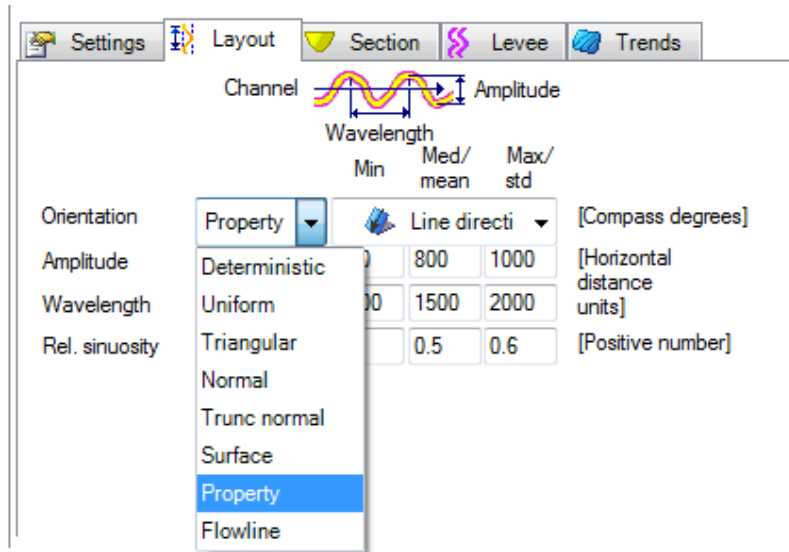 Settings Layout Section Levee Trends
Channel Amplitude
Wavelength
Min Med/ mean Max/ std
Orientation Property Line directi [Compass degrees]
Amplitude 800 1000 [Horizontal distance units]
Wavelength 1500 2000
Rel. sinuosity 0.5 0.6 [Positive number]
Deterministic
Uniform
Triangular
Normal
Trunc normal
Surface
Property
Flowline